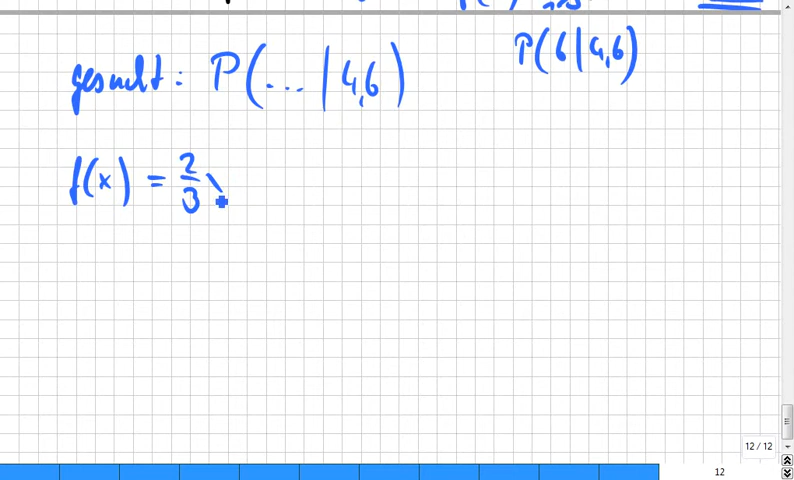 P(6|4,6)
gesucht: P(...|4,6)
f(x) = 2/3
12/12
12